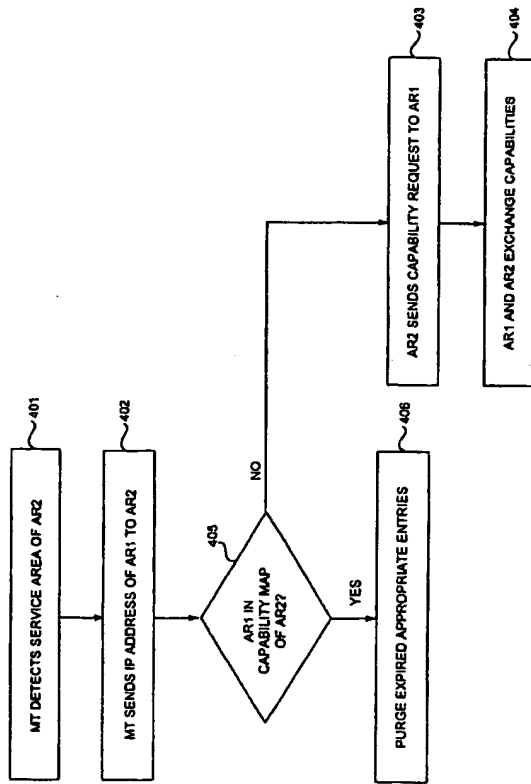 MT DETECTS SERVICE AREA OF AR2
401
MT SENDS IP ADDRESS OF AR1 TO AR2
402
AR1 IN
CAPABILITY MAP
OF AR2?
405
NO
YES
PURGE EXPIRED APPROPRIATE ENTRIES
406
AR2 SENDS CAPABILITY REQUEST TO AR1
403
AR1 AND AR2 EXCHANGE CAPABILITIES
404